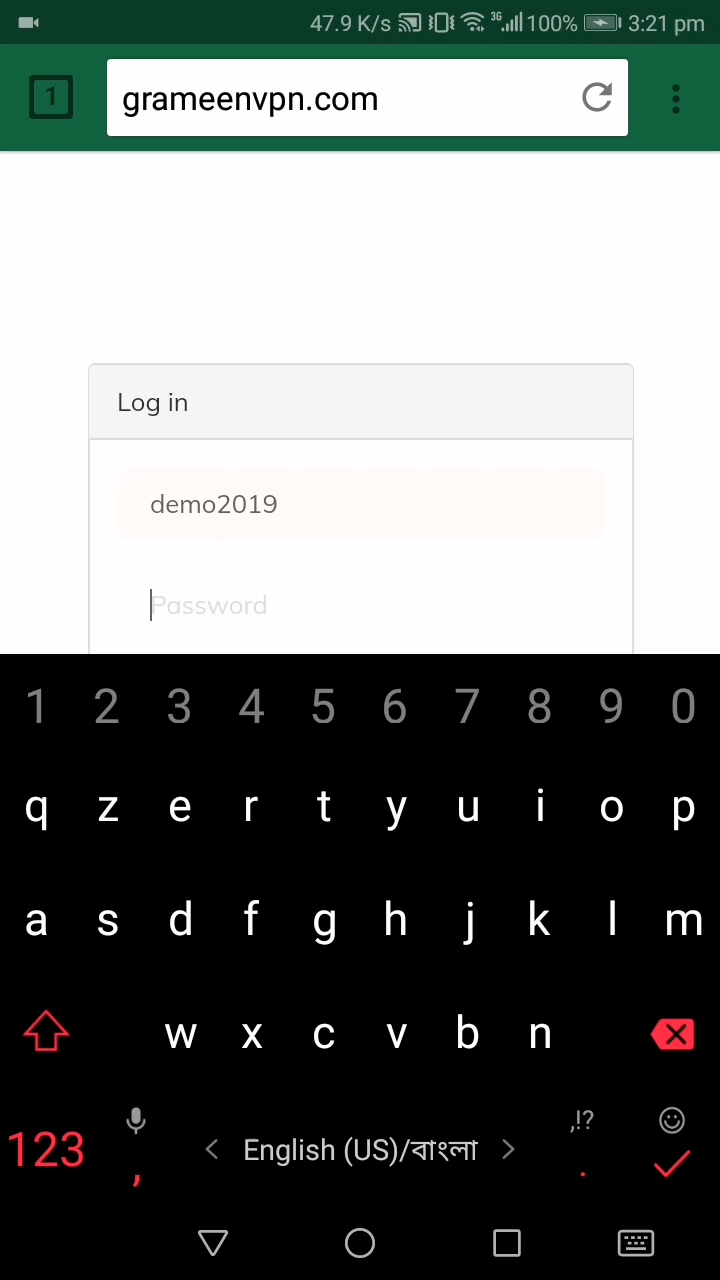 47.9 K/s 3G 100% 3:21 pm
1 grameenvpn.com
Log in
demo2019
Password
1 2 3 4 5 6 7 8 9 0
q z e r t y u i o p
a s d f g h j k l m
w x c v b n
,!?
123 , < English (US)/বাংলা > .